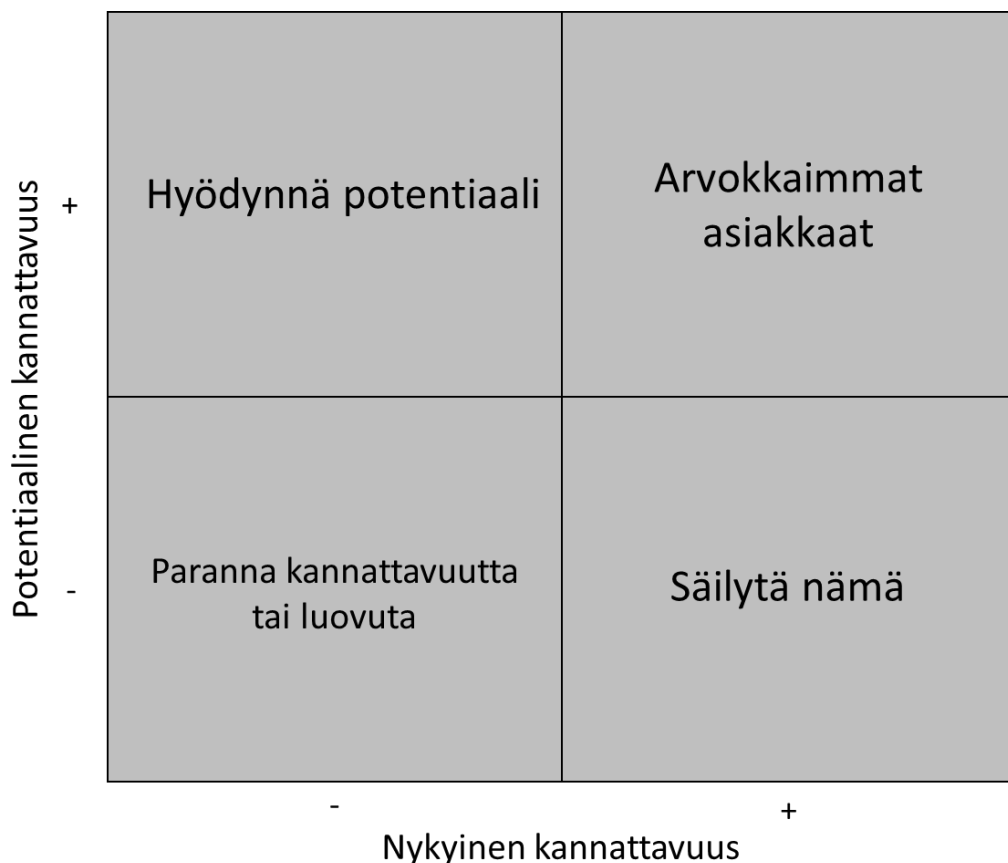 Potentiaalinen kannattavuus
+
Hyödynnä potentiaali
Arvokkaimmat
asiakkaat
-
Paranna kannattavuutta
tai luovuta
Säilytä nämä
-
+
Nykyinen kannattavuus